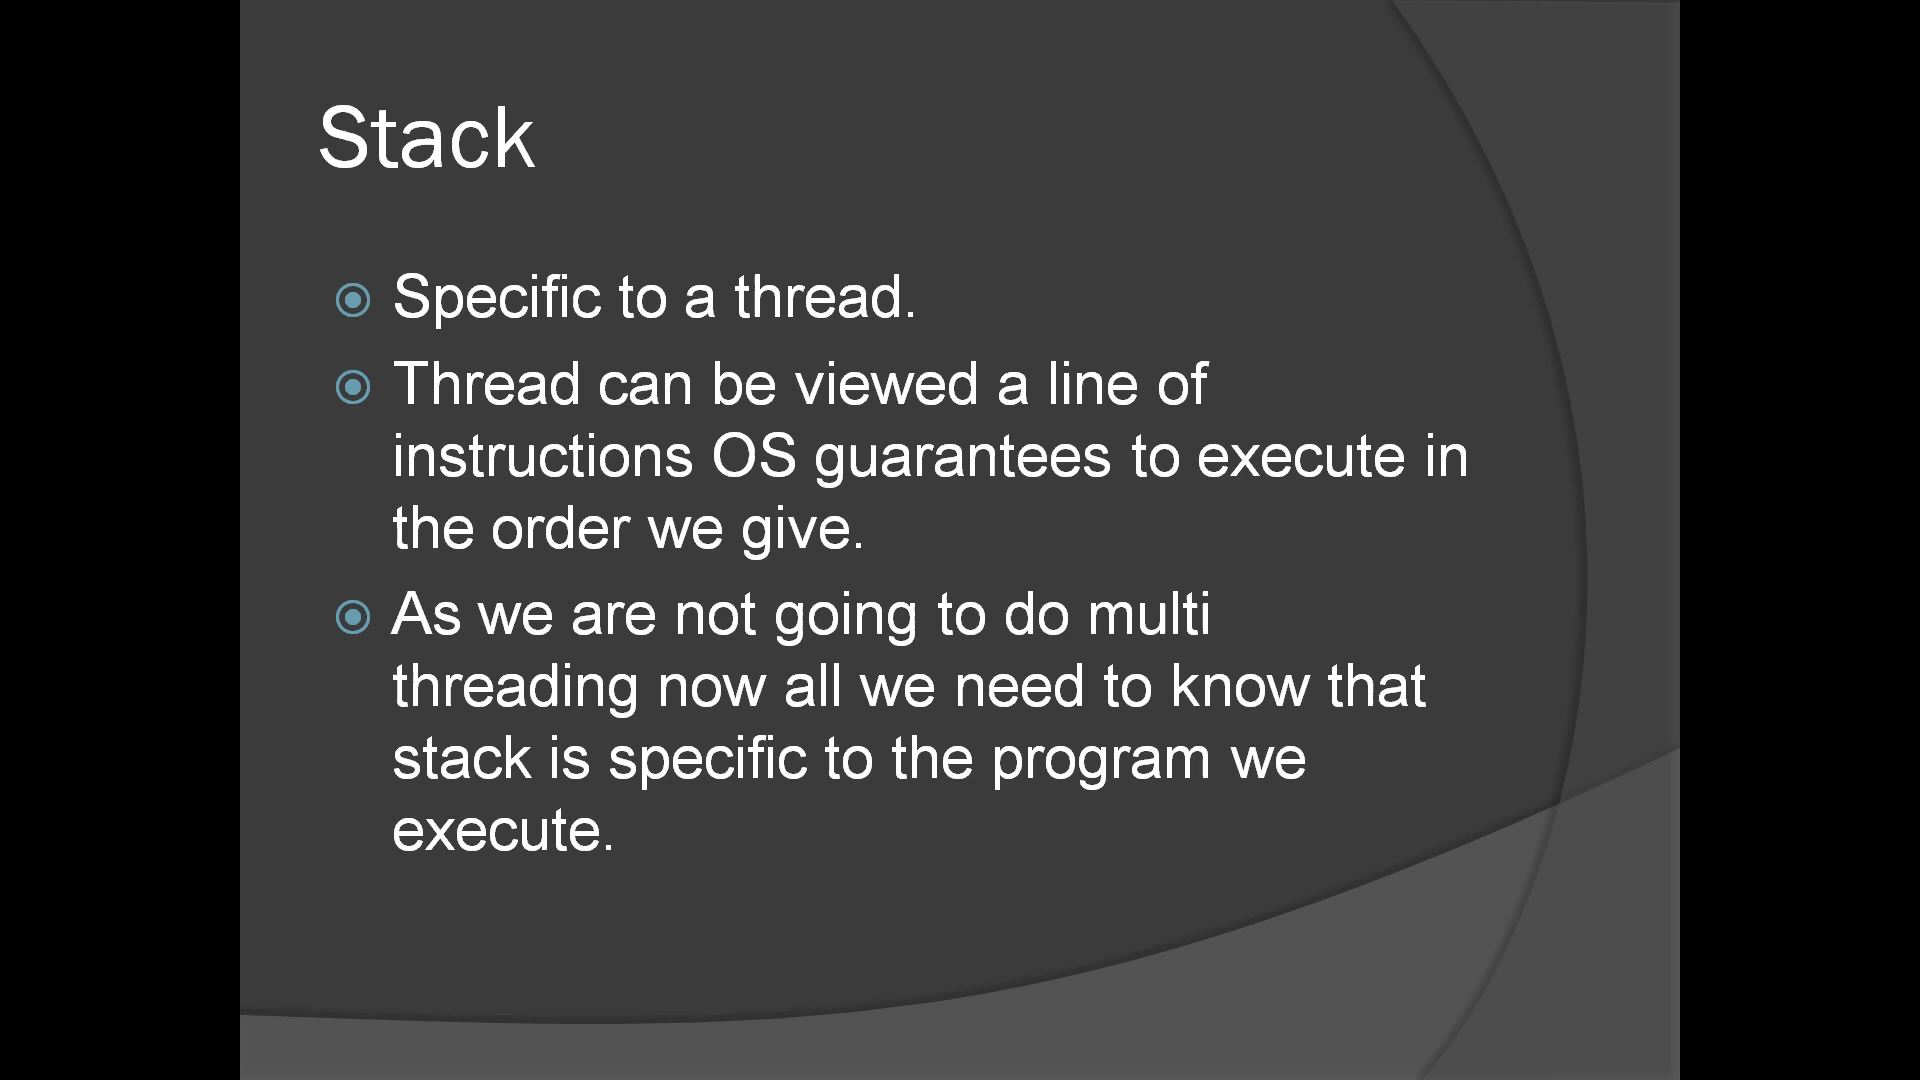 Stack
Specific to a thread.
Thread can be viewed a line of
instructions OS guarantees to execute in
the order we give.
As we are not going to do multi
threading now all we need to know that
stack is specific to the program we
execute.